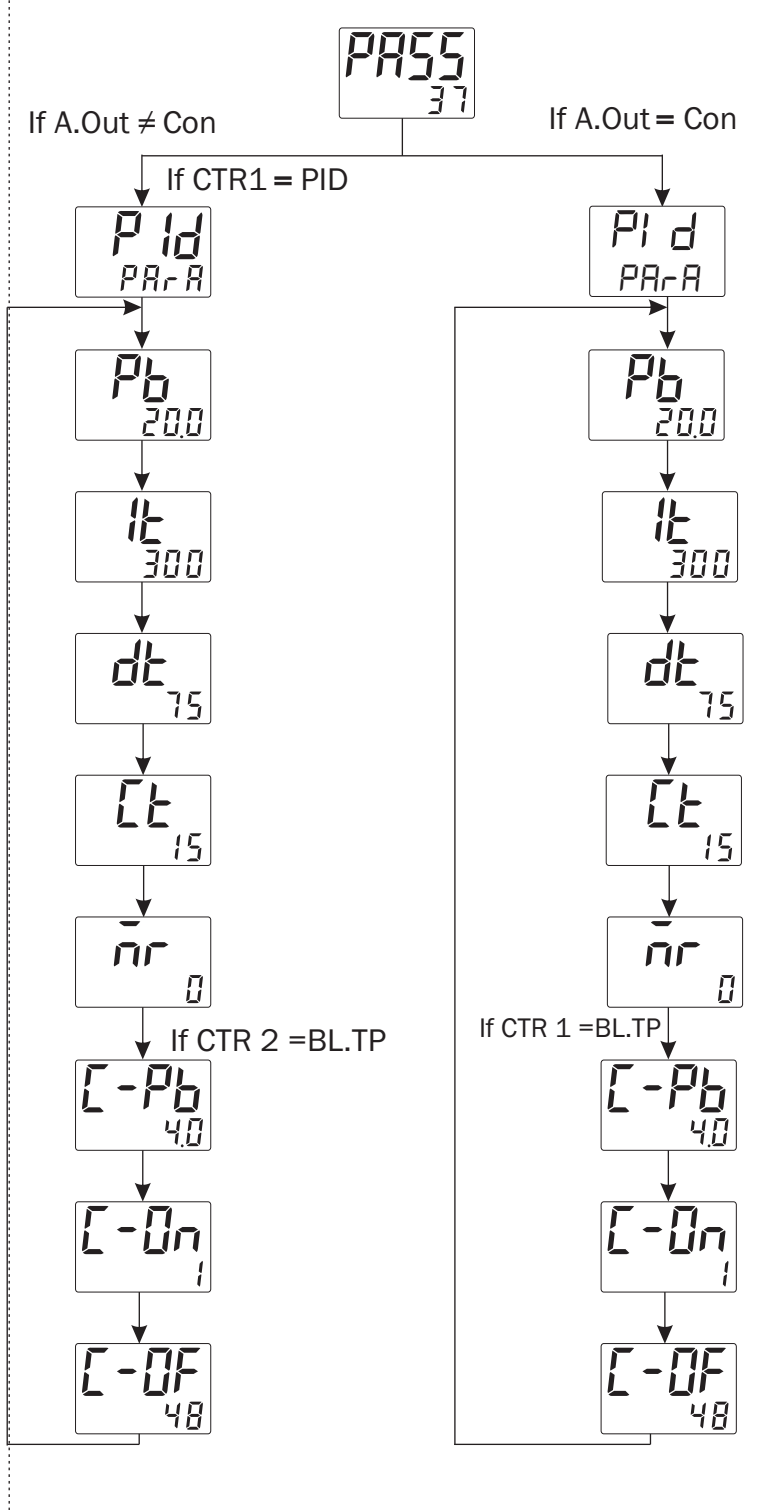 PASS
37
If A.Out ≠ Con
If A.Out = Con
If CTR1 = PID
PId
PArA
Pb
20.0
It
300
dt
75
Ct
15
n̄r
0
If CTR 2 =BL.TP
C-Pb
4.0
C-On
1
C-OF
48
PI d
PArA
Pb
20.0
It
300
dt
75
Ct
15
n̄r
0
If CTR 1 =BL.TP
C-Pb
4.0
C-On
1
C-OF
48